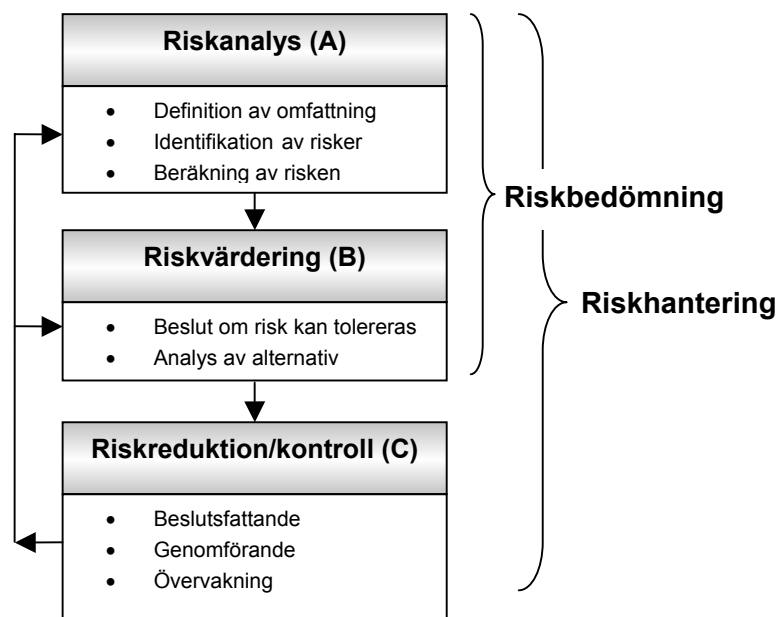 Riskanalys (A)
• Definition av omfattning
• Identifikation av risker
• Beräkning av risken
Riskbedömning
Riskvärdering (B)
• Beslut om risk kan tolereras
• Analys av alternativ
Riskhantering
Riskreduktion/kontroll (C)
• Beslutsfattande
• Genomförande
• Övervakning